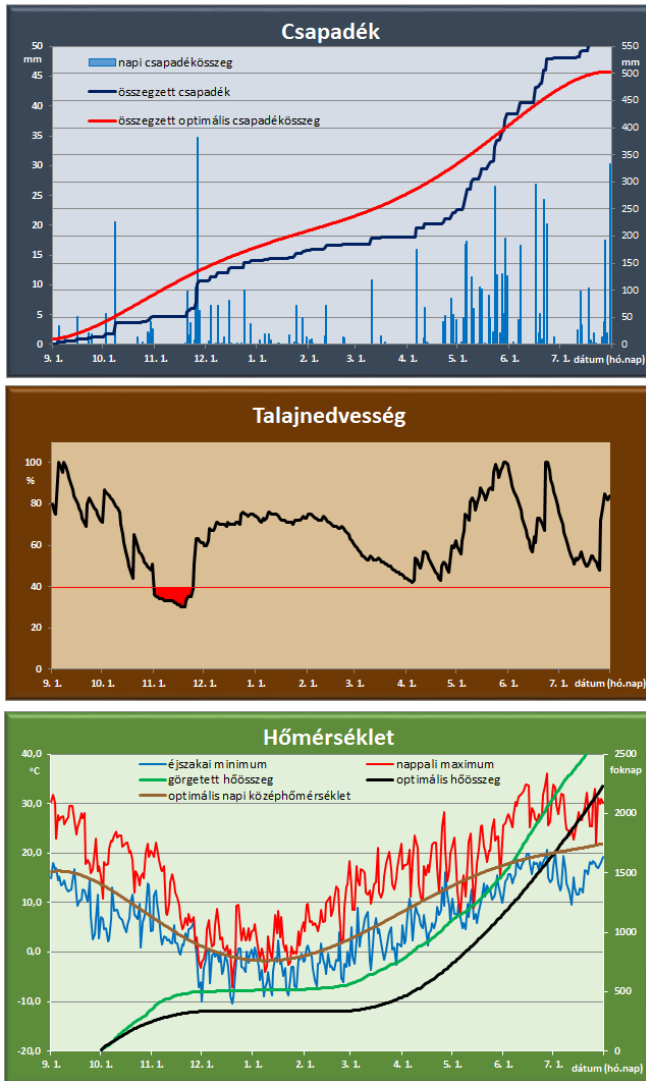 Csapadék
50
mm
45
40
35
30
25
20
15
10
5
0
550
mm
500
450
400
350
300
250
200
150
100
50
0
napi csapadékösszeg
összegzett csapadék
összegzett optimális csapadékösszeg
9. 1. 10. 1. 11. 1. 12. 1. 1. 1. 2. 1. 3. 1. 4. 1. 5. 1. 6. 1. 7. 1. dátum (hó.nap)
Talajnedvesség
100
%
80
60
40
20
0
9. 1. 10. 1. 11. 1. 12. 1. 1. 1. 2. 1. 3. 1. 4. 1. 5. 1. 6. 1. 7. 1. dátum (hó.nap)
Hőmérséklet
40,0
°C
30,0
20,0
10,0
0,0
-10,0
-20,0
2500
foknap
2000
1500
1000
500
0
éjszakai minimum nappali maximum
görgetett hőösszeg optimális hőösszeg
optimális napi középhőmérséklet
9. 1. 10. 1. 11. 1. 12. 1. 1. 1. 2. 1. 3. 1. 4. 1. 5. 1. 6. 1. 7. 1.
dátum (hó.nap)